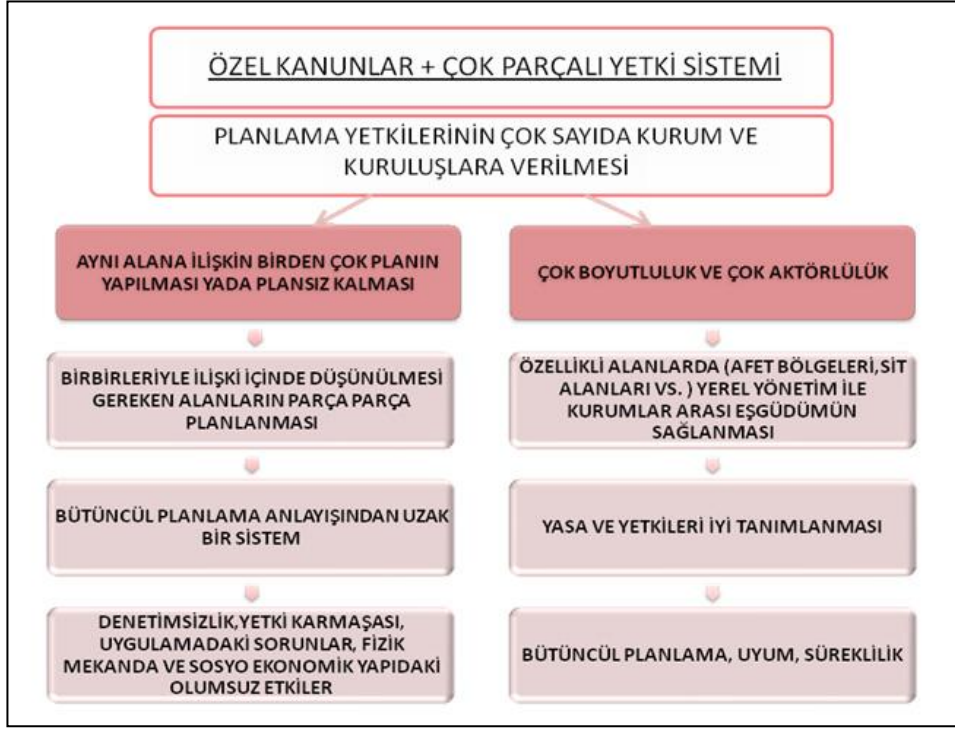 ÖZEL KANUNLAR + ÇOK PARÇALI YETKİ SİSTEMİ
PLANLAMA YETKİLERİNİN ÇOK SAYIDA KURUM VE
KURULUŞLARA VERİLMESİ
AYNI ALANA İLİŞKİN BİRDEN ÇOK PLANIN
YAPILMASI YADA PLANSIZ KALMASI
BİRBİRLERİYLE İLİŞKİ İÇİNDE DÜŞÜNÜLMESİ
GEREKEN ALANLARIN PARÇA PARÇA
PLANLANMASI
BÜTÜNCÜL PLANLAMA ANLAYIŞINDAN UZAK
BİR SİSTEM
DENETİMSİZLİK,YETKİ KARMAŞASI,
UYGULAMADAKİ SORUNLAR, FİZİK
MEKANDA VE SOSYO EKONOMİK YAPIDAKİ
OLUMSUZ ETKİLER
ÇOK BOYUTLULUK VE ÇOK AKTÖRLÜLÜK
ÖZELLİKLİ ALANLARDA (AFET BÖLGELERİ,SİT
ALANLARI VS. ) YEREL YÖNETİM İLE
KURUMLAR ARASI EŞGÜDÜMÜN
SAĞLANMASI
YASA VE YETKİLERİ İYİ TANIMLANMASI
BÜTÜNCÜL PLANLAMA, UYUM, SÜREKLİLİK